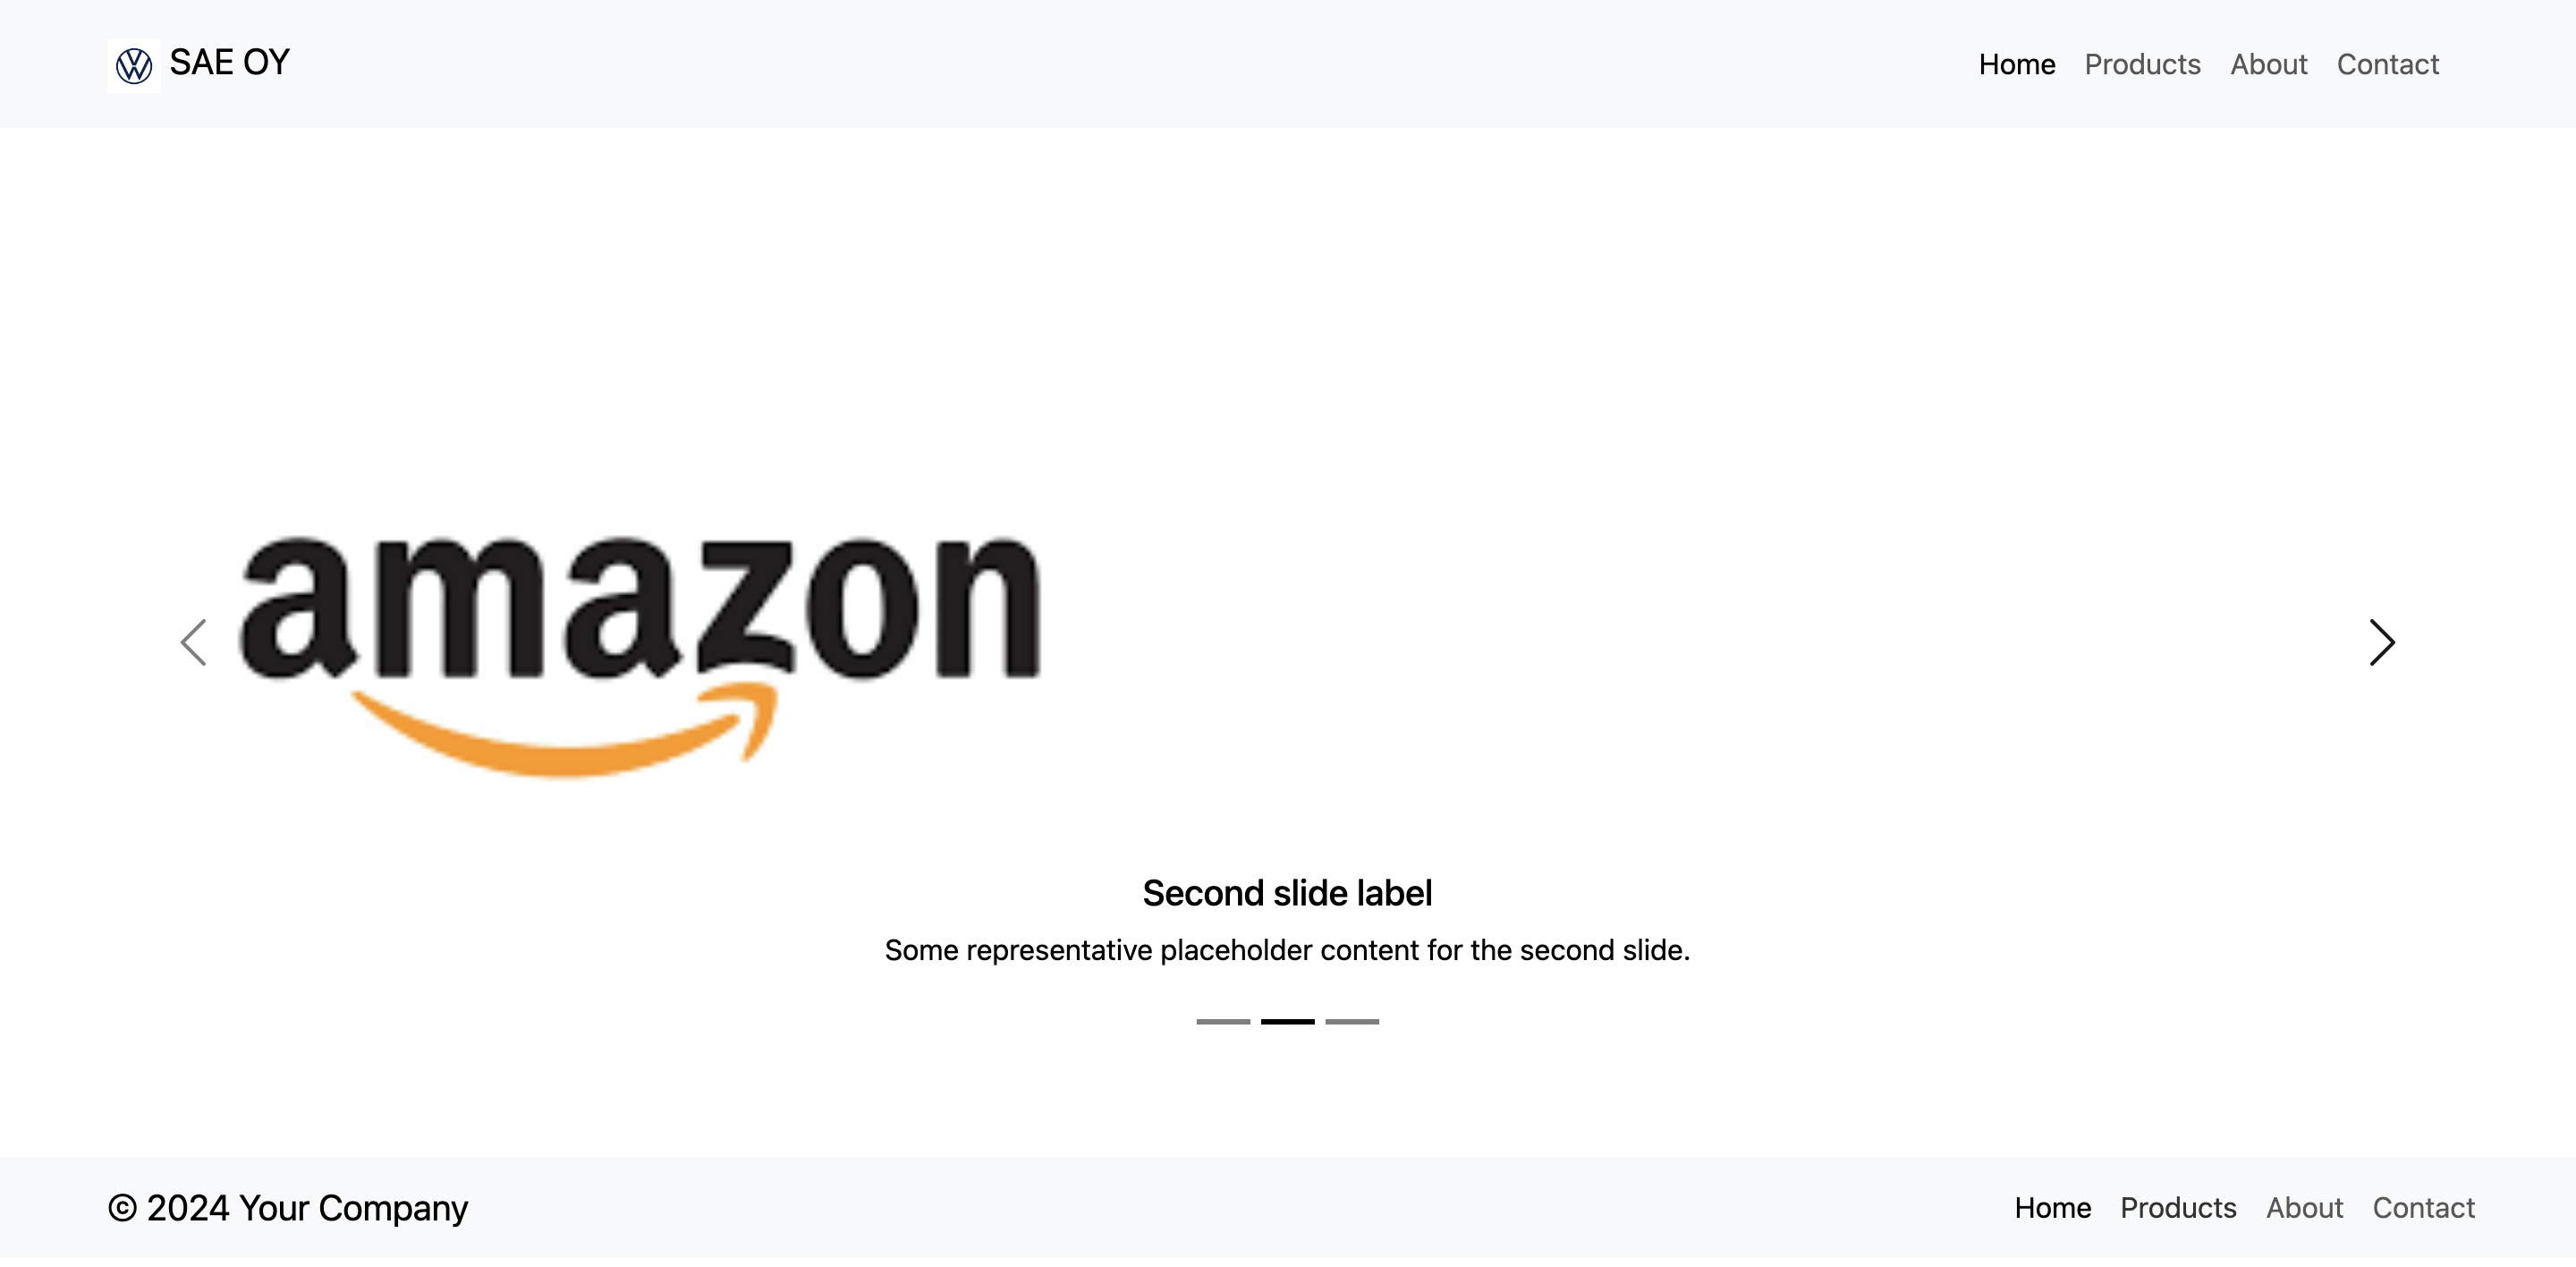 SAE OY
Home Products About Contact
amazon
Second slide label
Some representative placeholder content for the second slide.
© 2024 Your Company
Home Products About Contact